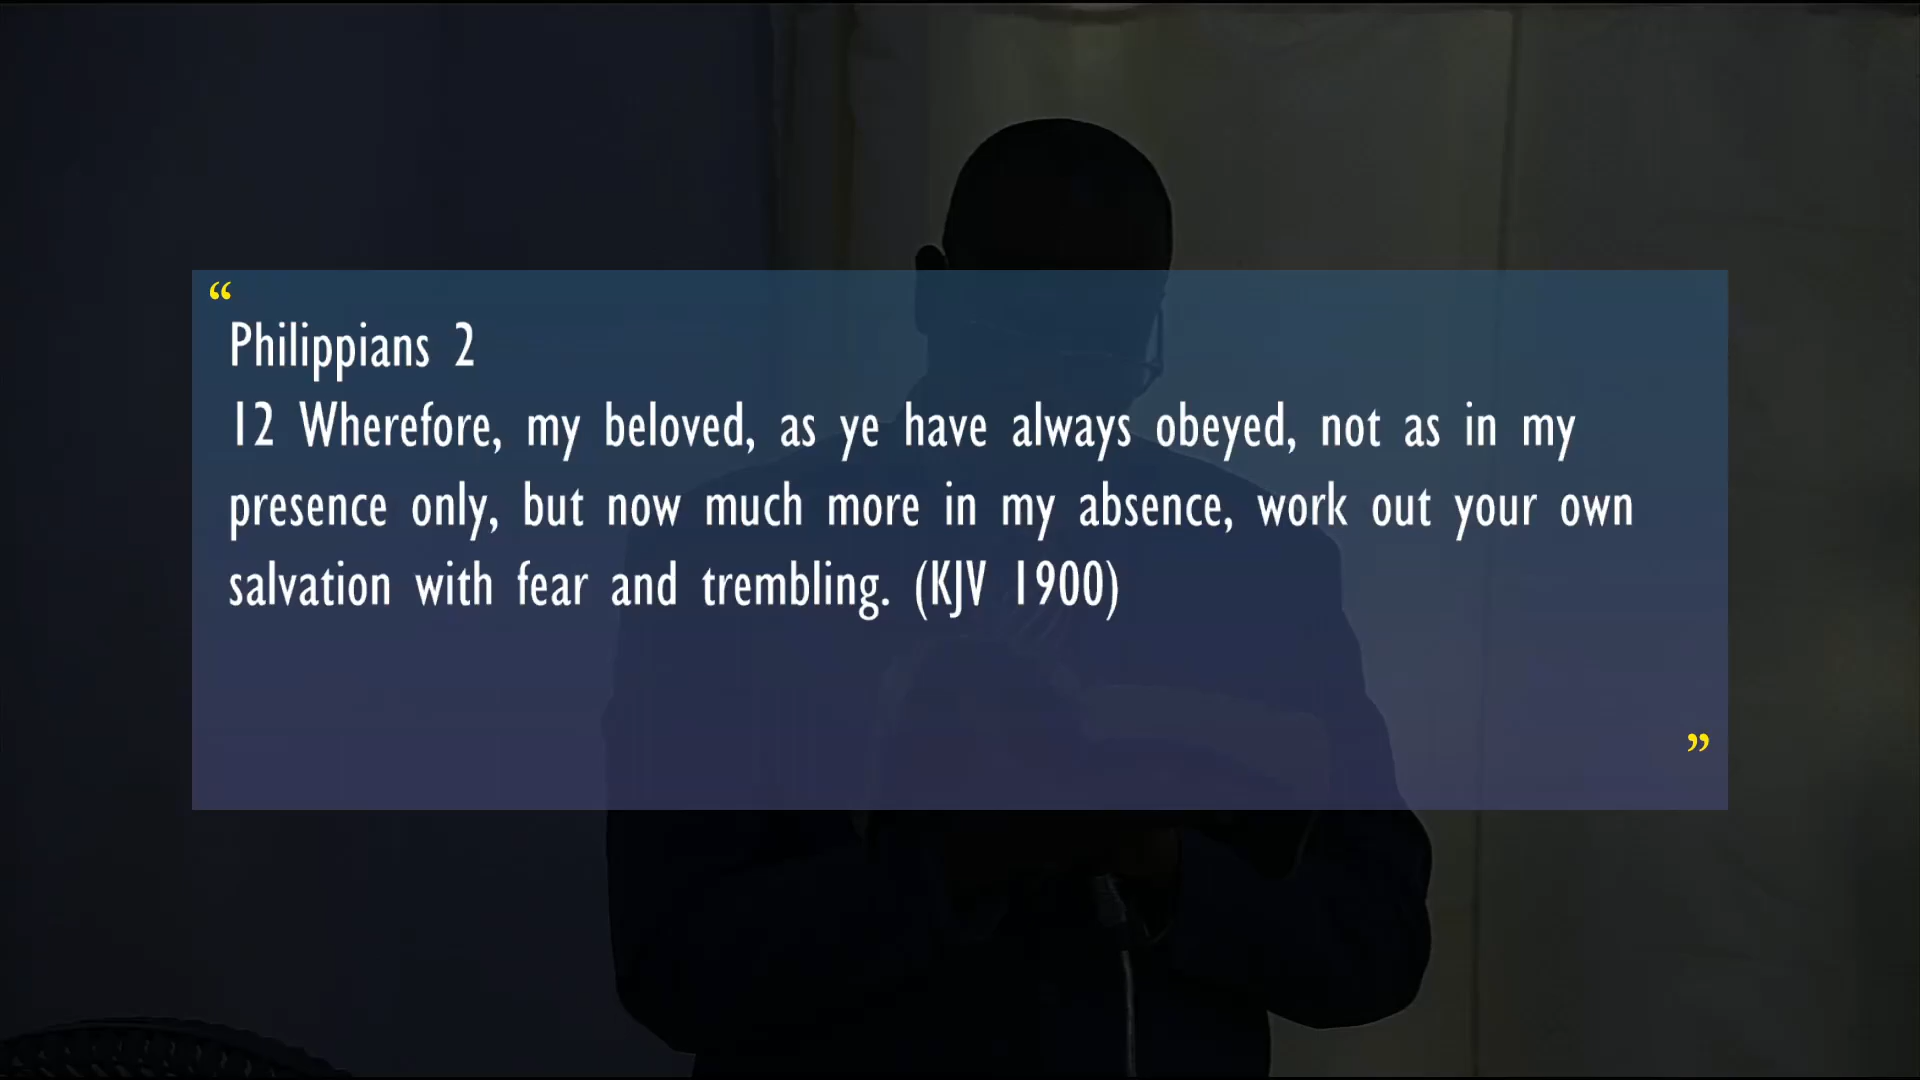 “
Philippians 2
12 Wherefore, my beloved, as ye have always obeyed, not as in my
presence only, but now much more in my absence, work out your own
salvation with fear and trembling. (KJV 1900)
”